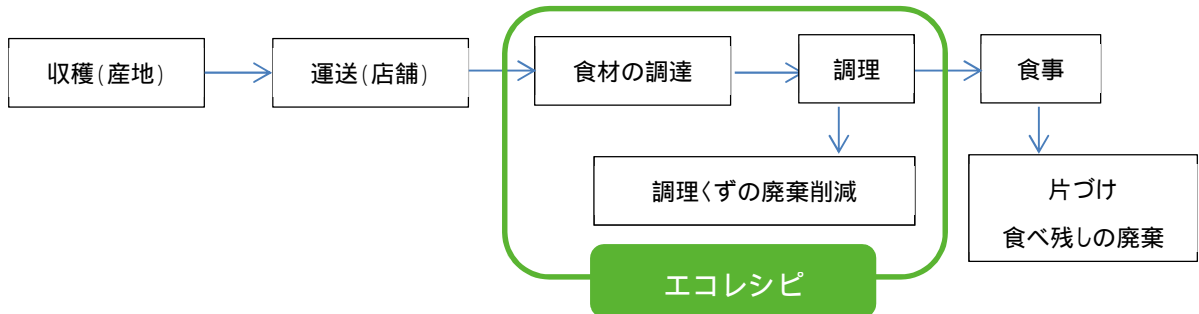 収穫(産地)
運送(店舗)
食材の調達
調理
食事
調理くずの廃棄削減
片づけ
食べ残しの廃棄
エコレシピ